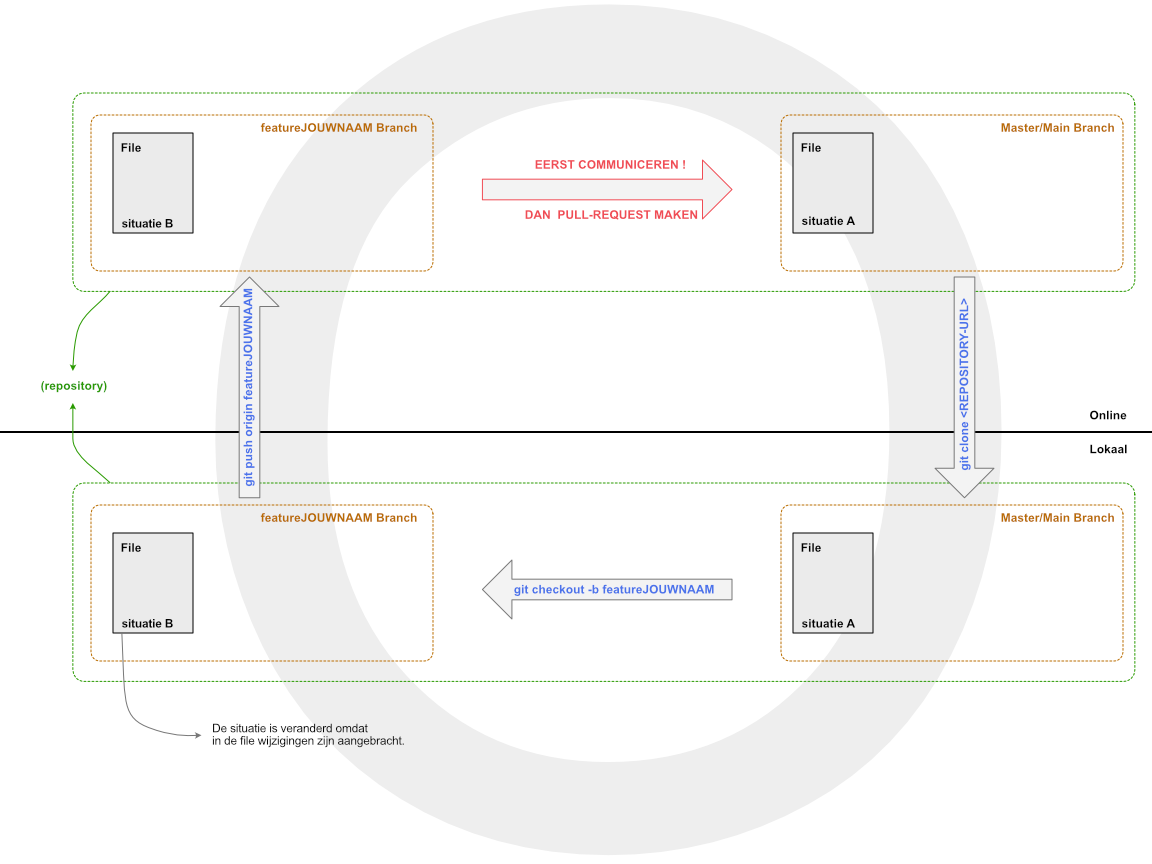 featureJOUWNAAM Branch
File
situatie B
EERST COMMUNICEREN !
DAN PULL-REQUEST MAKEN
Master/Main Branch
File
situatie A
git push origin featureJOUWNAAM
git clone <REPOSITORY-URL>
(repository)
Online
Lokaal
featureJOUWNAAM Branch
File
situatie B
git checkout -b featureJOUWNAAM
Master/Main Branch
File
situatie A
De situatie is veranderd omdat
in de file wijzigingen zijn aangebracht.